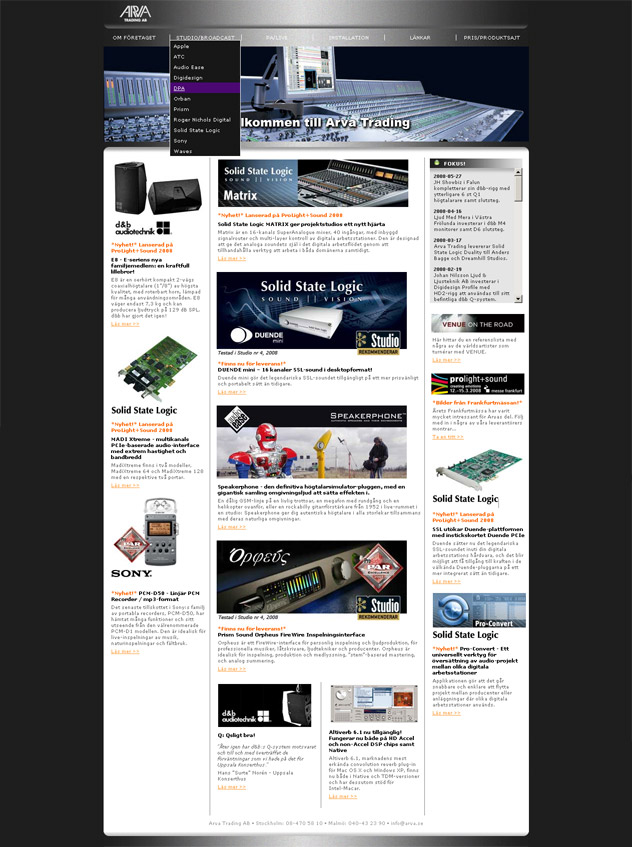 ARVA
TRADING AB
OM FÖRETAGET
STUDIO/BROADCAST
PA/LIVE
INSTALLATION
LÄNKAR
PRIS/PRODUKTSAJT
Apple
ATC
Audio Ease
Digidesign
DPA
Orban
Prism
Roger Nichols Digital
Solid State Logic
Sony
Waves
lkommen till Arva Trading
d&b
audiotechnik
*Nyhet!* Lanserad på
ProLight+Sound 2008
E8 - E-seriens nya
familjemedlem: en kraftfull
lillebror!
E8 är en oerhört kompakt 2-vägs
coaxialhögtalare (1"/8") av högsta
kvalitet, med roterbart horn, lämpad
för många användningsområden. E8
väger endast 7,3 kg och kan
producera ljudtryck på 129 dB SPL,
dbb har gjort det igen!
Läs mer >>
Solid State Logic
*Nyhet!* Lanserad på
ProLight+Sound 2008
MADI Xtreme - multikanals
PCIe-baserade audio-interface
med extrem hastighet och
bandbredd
MadiXtreme finns i två modeller,
MadiXtreme 64 och MadiXtreme 128
med en respektive två portar.
Läs mer >>
PAR
EXCELLENCE
AWARD
SONY.
*Nyhet!* PCM-D50 - Linjär PCM
Recorder / mp3-format
Det senaste tillskottet i Sonys familj
av portabla recorders, PCM-D50, har
hämtat många funktioner och sitt
utseende från den välrenommerade
PCM-D1 modellen. Den är idealisk för
live-inspelningar av musik,
naturinspelningar och fältbruk.
Läs mer >>
Solid State Logic
SOUND || VISION
Matrix
*Nyhet!* Lanserad på ProLight+Sound 2008
Solid State Logic MATRIX ger projektstudios ett nytt hjärta
Matrix är en 16-kanals SuperAnalogue mixer, 40 ingångar, med inbyggd
signalrouter och multi-layer kontroll av digitala arbetsstationer. Den är designad
att ge det analoga soundets själ i det digitala arbetsflödet genom att
tillhandahålla verktyg att arbeta i båda domänerna samtidigt.
Läs mer >>
Solid State Logic
SOUND || VISION
DUENDE
mini
Studio
REKOMMENDERAR
Testad i Studio nr 4, 2008
*Finns nu för leverans!*
DUENDE mini - 16 kanaler SSL-sound i desktopformat!
Duende mini gör det legendariska SSL-soundet tillgängligt på ett mer prisvänligt
och portabelt sätt än tidigare.
Läs mer >>
SPEAKERPHONE™
Speakerphone - den definitiva högtalarsimulator-pluggen, med en
gigantisk samling omgivningsljud att sätta effekten i.
En dålig GSM-linje på en livlig trottoar, en megafon med rundgång och en
helikopter ovanför, eller en rockabilly gitarrförstärkare från 1952 i live-rummet i
en studio: Speakerphone ger dig autentiska högtalare i alla storlekar tillsammans
med deras naturliga omgivningar.
Läs mer >>
Ὀρφεύς
PAR
EXCELLENCE
AWARD
Studio
REKOMMENDERAR
Testad i Studio nr 4, 2008
*Finns nu för leverans!*
Prism Sound Orpheus FireWire Inspelningsinterface
Orpheus är ett FireWire-interface för personlig inspelning och ljudproduktion, för
professionella musiker, låtskrivare, ljudtekniker och producenter. Orpheus är
idealisk för inspelning, produktion och medlyssning, "stem"-baserad mastering,
och analog summering.
Läs mer >>
d&b
audiotechnik
Q: Qligt bra!
"Åter igen har d&b:s Q-system motsvarat
och till och med överträffat de
förväntningar som vi hade på det för
Uppsala Konserthus."
Hans "Surte" Norén - Uppsala
Konserthus
Läs mer >>
Altiverb 6.1 nu tillgänglig!
Fungerar nu både på HD Accel
och non-Accel DSP chips samt
Native
Altiverb 6.1, marknadens mest
erkända convolution reverb plug-in
för Mac OS X och Windows XP, finns
nu både i Native och TDM-versioner
och har dessutom stöd för
Intel-Macar.
Läs mer >>
FOKUS!
2008-05-27
JH Showbiz i Falun
kompletterar sin dbb-rigg med
ytterligare 6 st Q1
högtalarare samt slutsteg.
2008-04-16
Ljud Med Mera i Västra
Frölunda investerar i dbb M4
monitorer samt D6 slutsteg.
2008-03-17
Arva Trading levererar Solid
State Logic Duality till Anders
Bagge och Dreamhill Studios.
2008-02-19
Johan Nilsson Ljud &
Ljusteknik AB investerar i
Digidesign Profile med
HD2-rigg att användas till sitt
befintliga dbb Q-system.
VENUE ON THE ROAD
Här hittar du en referenslista med
några av de världsartister som
turnérar med VENUE.
Läs mer >>
prolight+sound
creating evolutions
12.-15.3.2008
messe frankfurt
*Bilder från Frankfurtmässan!*
Årets Frankfurtmässa har varit
mycket intressant för Arvas del. Följ
med in i några av våra leverantörers
montrar...
Ta en titt >>
Solid State Logic
*Nyhet!* Lanserad på
ProLight+Sound 2008
SSL utökar Duende-plattformen
med instickskortet Duende PCIe
Duende sätter nu det legendariska
SSL-soundet inuti din digitala
arbetsstations hårdvara, och det blir
möjligt att få tillgång till kraften i de
välkända Duende-pluggarna på ett
mer integrerat sätt än tidigare.
Läs mer >>
Pro-Convert
Solid State Logic
*Nyhet!* Pro-Convert - Ett
universellt verktyg för
översättning av audio-projekt
mellan olika digitala
arbetsstationer
Applikationen gör att det går
snabbare och enklare att flytta
projekt mellan producenter eller
anläggningar där olika digitala
arbetsstationer används.
Läs mer >>
Arva Trading AB • Stockholm: 08-470 58 10 • Malmö: 040-43 23 90 • info@arva.se